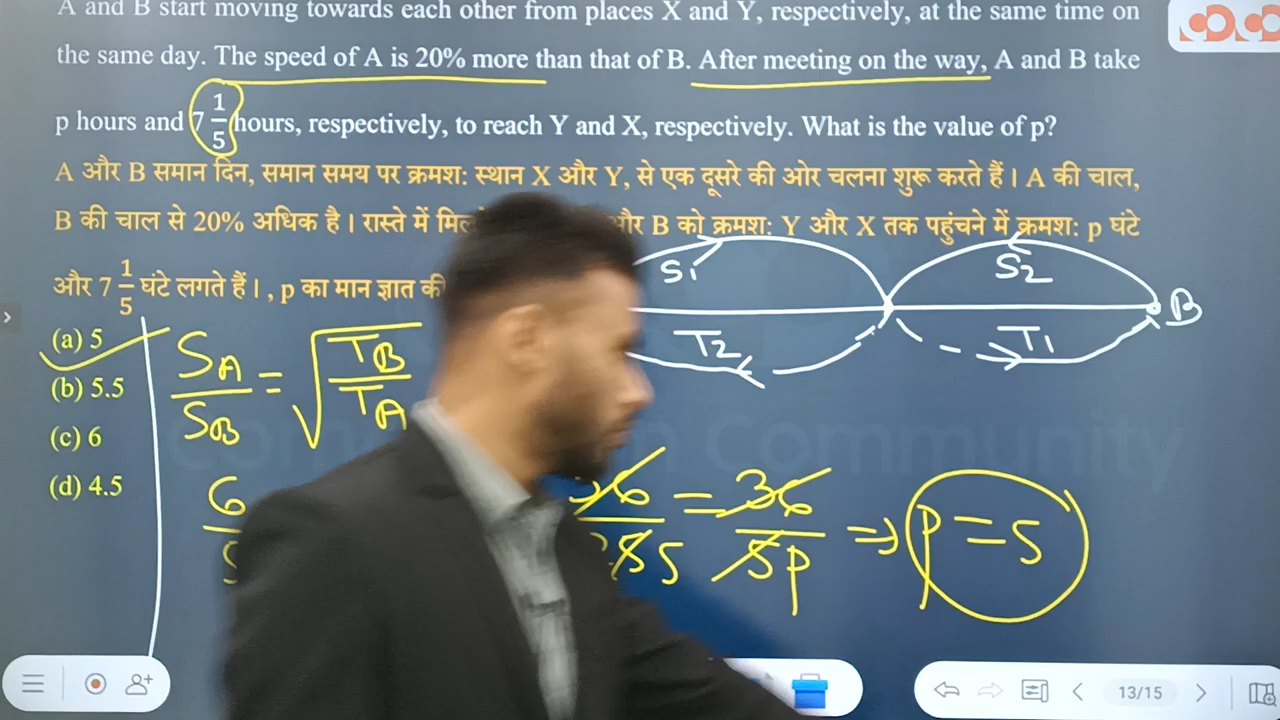 A and B start moving towards each other from places X and Y, respectively, at the same time on
the same day. The speed of A is 20% more than that of B. After meeting on the way, A and B take
p hours and 7 1/5 hours, respectively, to reach Y and X, respectively. What is the value of p?
A और B समान दिन, समान समय पर क्रमश: स्थान X और Y, से एक दूसरे की ओर चलना शुरू करते हैं। A की चाल,
B की चाल से 20% अधिक है। रास्ते में और B को क्रमश: Y और X तक पहुंचने में क्रमश: p घंटे
और 7 1/5 घंटे लगते हैं। , p का मान ज्ञात
S1 S2
B
T2 T1
(a) 5
(b) 5.5
(c) 6
(d) 4.5
SA/SB = √TB/TA
6/5
36 = 36/5p ⇒ p = 5
Community
13/15